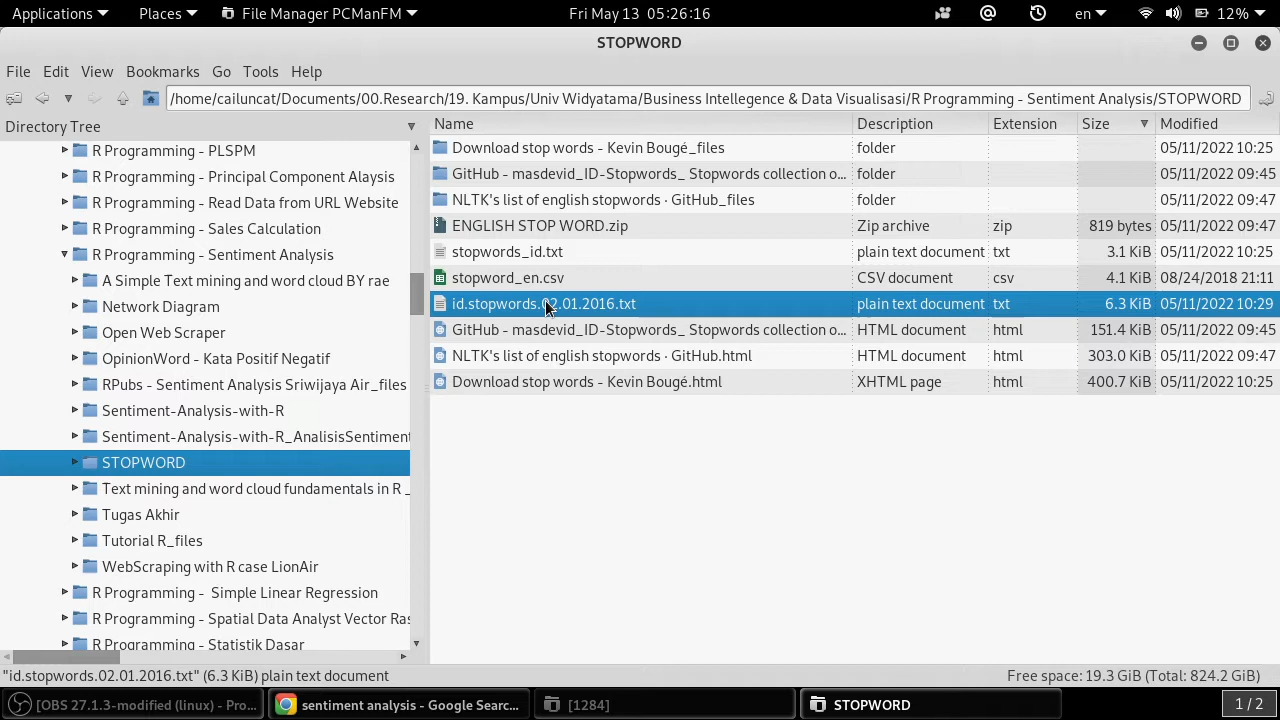 Applications Places File Manager PCManFM Fri May 13 05:26:16 en 12%
STOPWORD
File Edit View Bookmarks Go Tools Help
/home/cailuncat/Documents/00.Research/19. Kampus/Univ Widyatama/Business Intellegence & Data Visualisasi/R Programming - Sentiment Analysis/STOPWORD
Directory Tree
R Programming - PLSPM
R Programming - Principal Component Alaysis
R Programming - Read Data from URL Website
R Programming - Sales Calculation
R Programming - Sentiment Analysis
A Simple Text mining and word cloud BY rae
Network Diagram
Open Web Scraper
OpinionWord - Kata Positif Negatif
RPubs - Sentiment Analysis Sriwijaya Air_files
Sentiment-Analysis-with-R
Sentiment-Analysis-with-R_AnalisisSentiment
STOPWORD
Text mining and word cloud fundamentals in R _
Tugas Akhir
Tutorial R_files
WebScraping with R case LionAir
R Programming - Simple Linear Regression
R Programming - Spatial Data Analyst Vector Ras
R Programming - Statistik Dasar
Name Description Extension Size Modified
Download stop words - Kevin Bougé_files folder 05/11/2022 10:25
GitHub - masdevid_ID-Stopwords_ Stopwords collection o... folder 05/11/2022 09:45
NLTK's list of english stopwords · GitHub_files folder 05/11/2022 09:47
ENGLISH STOP WORD.zip Zip archive zip 819 bytes 05/11/2022 09:47
stopwords_id.txt plain text document txt 3.1 KiB 05/11/2022 10:25
stopword_en.csv CSV document csv 4.1 KiB 08/24/2018 21:11
id.stopwords.02.01.2016.txt plain text document txt 6.3 KiB 05/11/2022 10:29
GitHub - masdevid_ID-Stopwords_ Stopwords collection o... HTML document html 151.4 KiB 05/11/2022 09:45
NLTK's list of english stopwords · GitHub.html HTML document html 303.0 KiB 05/11/2022 09:47
Download stop words - Kevin Bougé.html XHTML page html 400.7 KiB 05/11/2022 10:25
"id.stopwords.02.01.2016.txt" (6.3 KiB) plain text document Free space: 19.3 GiB (Total: 824.2 GiB)
[OBS 27.1.3-modified (linux) - Pro... sentiment analysis - Google Searc... [1284] STOPWORD 1 / 2